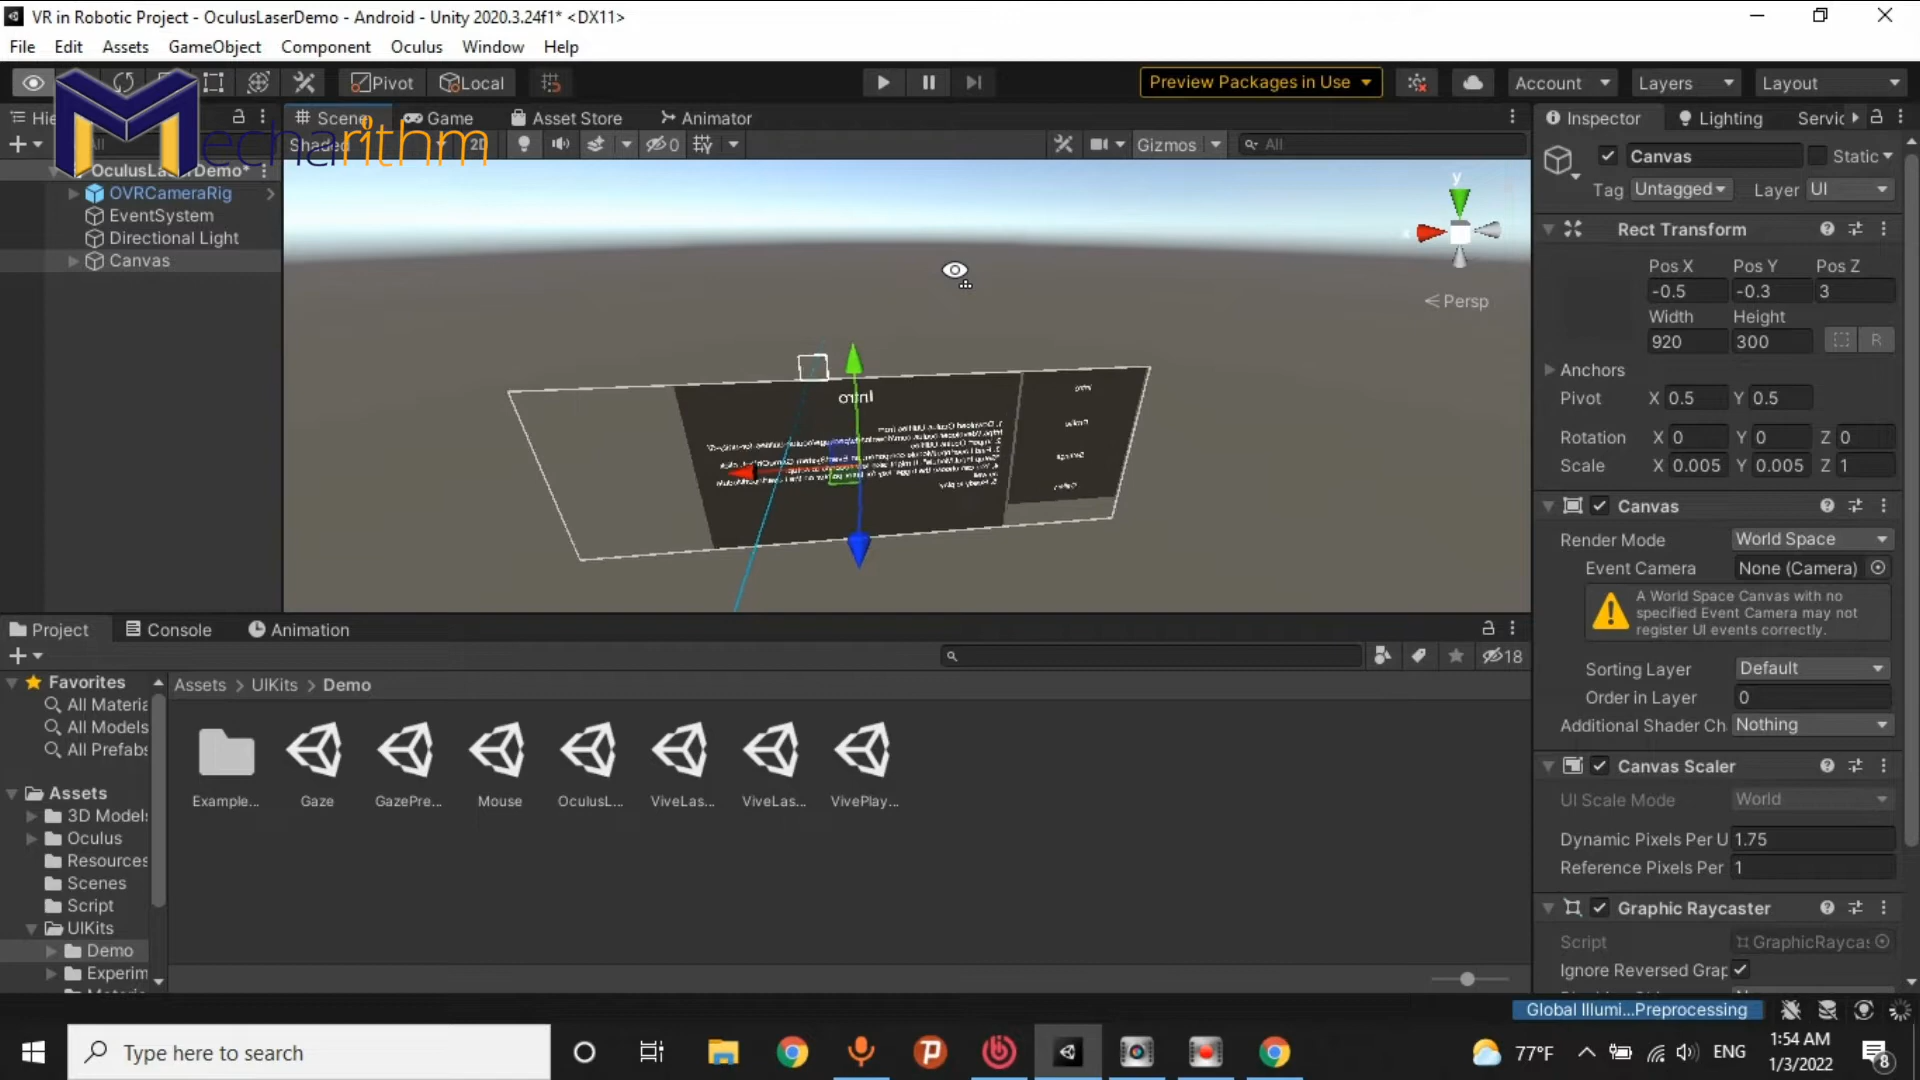 VR in Robotic Project - OculusLaserDemo - Android - Unity 2020.3.24f1* <DX11>
File Edit Assets GameObject Component Oculus Window Help
Pivot Local Preview Packages in Use Account Layers Layout
Hie Scene Game Asset Store Animator Inspector Lighting Servic
Mecharithm
All Shaded 2D 0 Gizmos All
Canvas Static
OculusLaserDemo*
Tag Untagged Layer UI
OVRCameraRig
EventSystem
Directional Light
Canvas
y
Persp
Intro
Rect Transform
Pos X Pos Y Pos Z
-0.5 -0.3 3
Width Height
920 300 R
Anchors
Pivot X 0.5 Y 0.5
Rotation X 0 Y 0 Z 0
Scale X 0.005 Y 0.005 Z 1
Canvas
Render Mode World Space
Event Camera None (Camera)
A World Space Canvas with no
specified Event Camera may not
register UI events correctly.
Sorting Layer Default
Order in Layer 0
Additional Shader Ch Nothing
Canvas Scaler
UI Scale Mode World
Dynamic Pixels Per U 1.75
Reference Pixels Per 1
Graphic Raycaster
Script GraphicRaycas
Ignore Reversed Grap
Project Console Animation
18
Favorites
All Materia
All Models
All Prefabs
Assets
3D Models
Oculus
Resources
Scenes
Script
UIKits
Demo
Experim
Assets > UIKits > Demo
Example... Gaze GazePre... Mouse OculusL... ViveLas... ViveLas... VivePlay...
Global Illumi...Preprocessing
Type here to search
77°F ENG
1:54 AM
1/3/2022
8